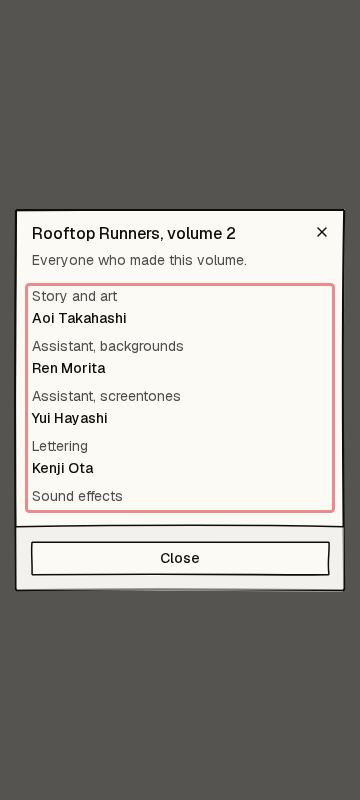 Rooftop Runners, volume 2
Everyone who made this volume.
Story and art
Aoi Takahashi
Assistant, backgrounds
Ren Morita
Assistant, screentones
Yui Hayashi
Lettering
Kenji Ota
Sound effects
Close